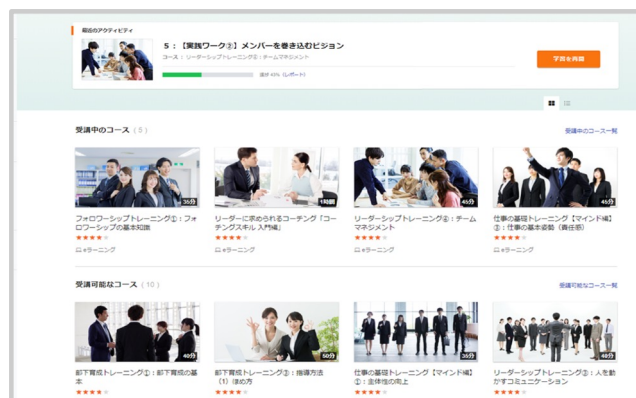 最近のアクティビティ
5：【実践ワーク②】メンバーを巻き込むビジョン
コース：リーダーシップトレーニング④：チームマネジメント
進捗 45%（レポート）
学習を再開
受講中のコース（5）
受講中のコース一覧
35分
1時間
45分
45分
フォロワーシップトレーニング①：フォロワーシップの基本知識
リーダーに求められるコーチング「コーチングスキル 入門編」
リーダーシップトレーニング④：チームマネジメント
仕事の基礎トレーニング【マインド編】③：仕事の基本姿勢（責任感）
eラーニング
eラーニング
eラーニング
eラーニング
受講可能なコース（10）
受講可能なコース一覧
40分
50分
35分
40分
部下育成トレーニング①：部下育成の基本
部下育成トレーニング③：指導方法（1）ほめ方
仕事の基礎トレーニング【マインド編】①：主体性の向上
リーダーシップトレーニング③：人を動かすコミュニケーション